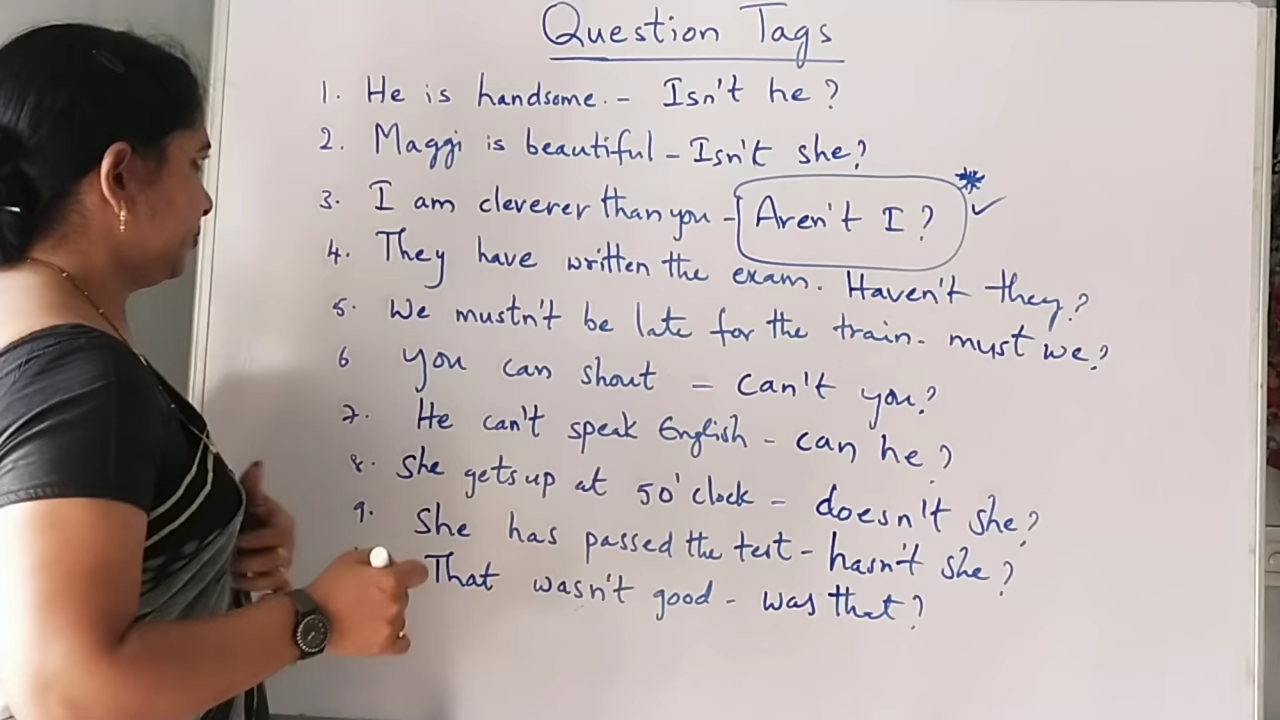 Question Tags
1. He is handsome. - Isn't he?
2. Maggi is beautiful - Isn't she?
3. I am cleverer than you - Aren't I?
4. They have written the exam. Haven't they?
5. We mustn't be late for the train. must we?
6 you can shout - can't you?
7. He can't speak English - can he?
8. She gets up at 5 O'clock - doesn't she?
9. She has passed the test - hasn't she?
That wasn't good - was that?